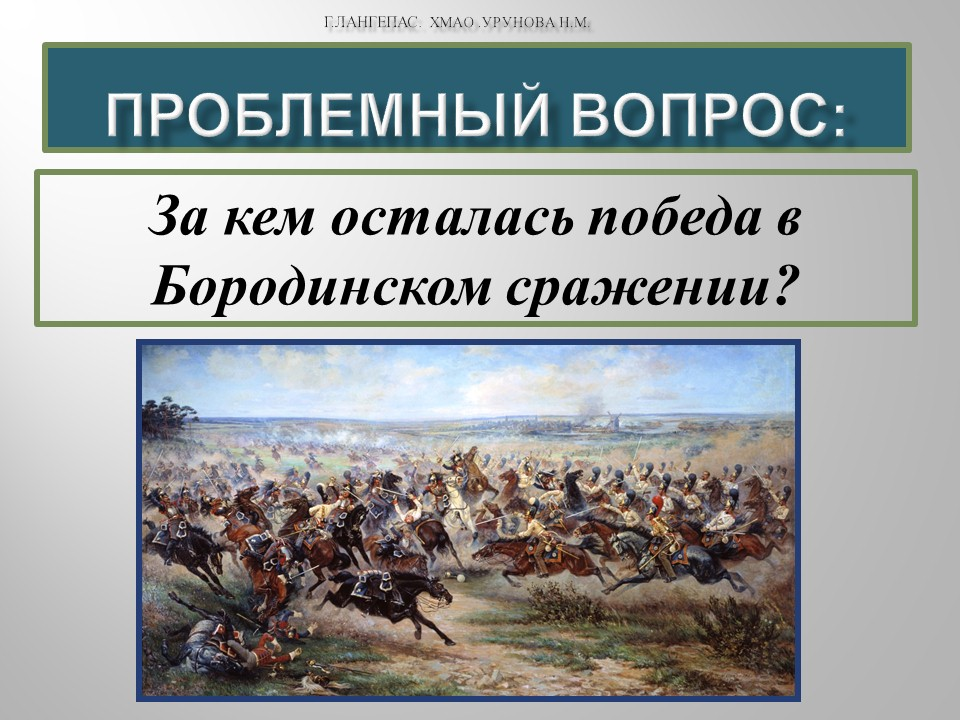 Г.ЛАНГЕПАС. ХМАО .УРУНОВА Н.М.
ПРОБЛЕМНЫЙ ВОПРОС:
За кем осталась победа в
Бородинском сражении?